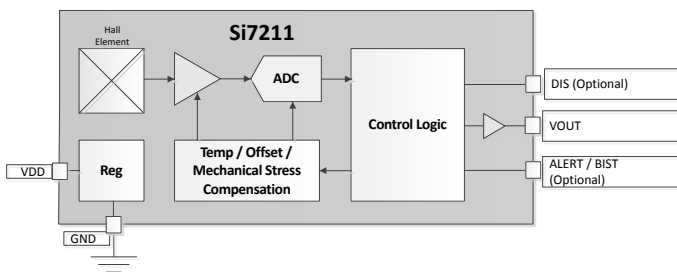 Si7211
Hall
Element
ADC
Control Logic
DIS (Optional)
VOUT
ALERT / BIST
(Optional)
Temp / Offset /
Mechanical Stress
Compensation
Reg
VDD
GND